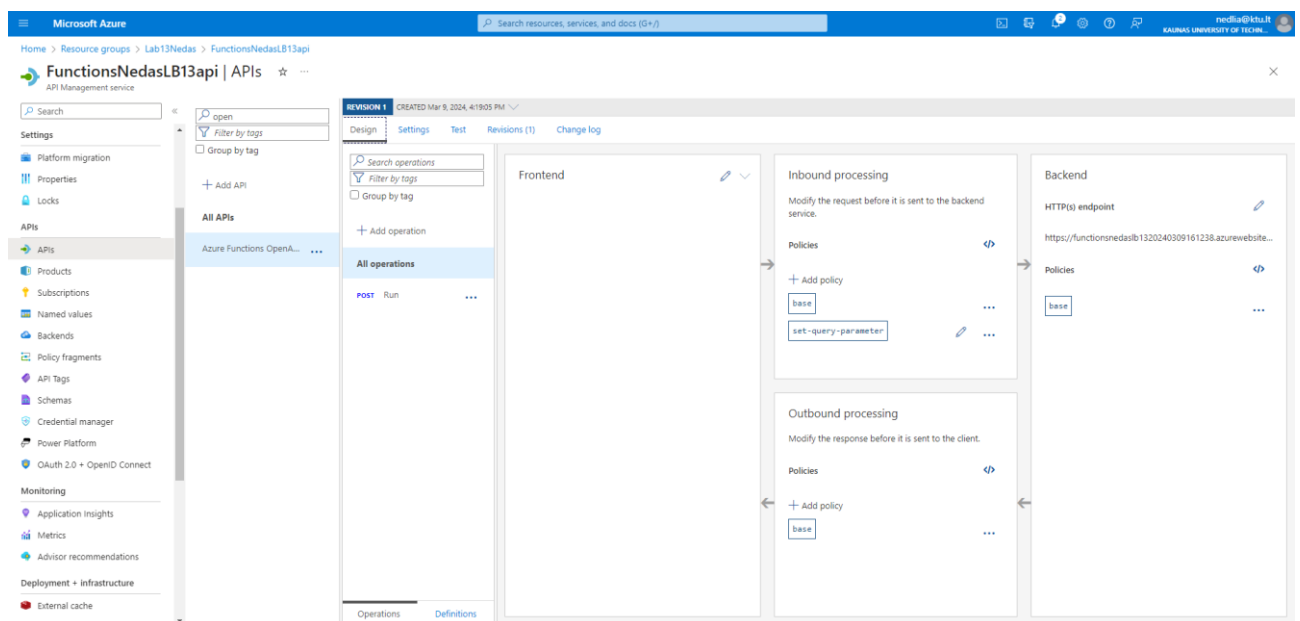 Microsoft Azure
Search resources, services, and docs (G+/)
2
nedlia@ktu.lt
KAUNAS UNIVERSITY OF TECHN...
Home > Resource groups > Lab13Nedas > FunctionsNedasLB13api
FunctionsNedasLB13api | APIs
API Management service
Search
Settings
Platform migration
Properties
Locks
APIs
APIs
Products
Subscriptions
Named values
Backends
Policy fragments
API Tags
Schemas
Credential manager
Power Platform
OAuth 2.0 + OpenID Connect
Monitoring
Application Insights
Metrics
Advisor recommendations
Deployment + infrastructure
External cache
open
Filter by tags
Group by tag
+ Add API
All APIs
Azure Functions OpenA... ...
REVISION 1 CREATED Mar 9, 2024, 4:19:05 PM
Design Settings Test Revisions (1) Change log
Search operations
Filter by tags
Group by tag
+ Add operation
All operations
POST Run ...
Operations Definitions
Frontend
Inbound processing
Modify the request before it is sent to the backend
service.
Policies </>
+ Add policy
base ...
set-query-parameter ...
Outbound processing
Modify the response before it is sent to the client.
Policies </>
+ Add policy
base ...
Backend
HTTP(s) endpoint
https://functionsnedaslb1320240309161238.azurewebsite...
Policies </>
base ...